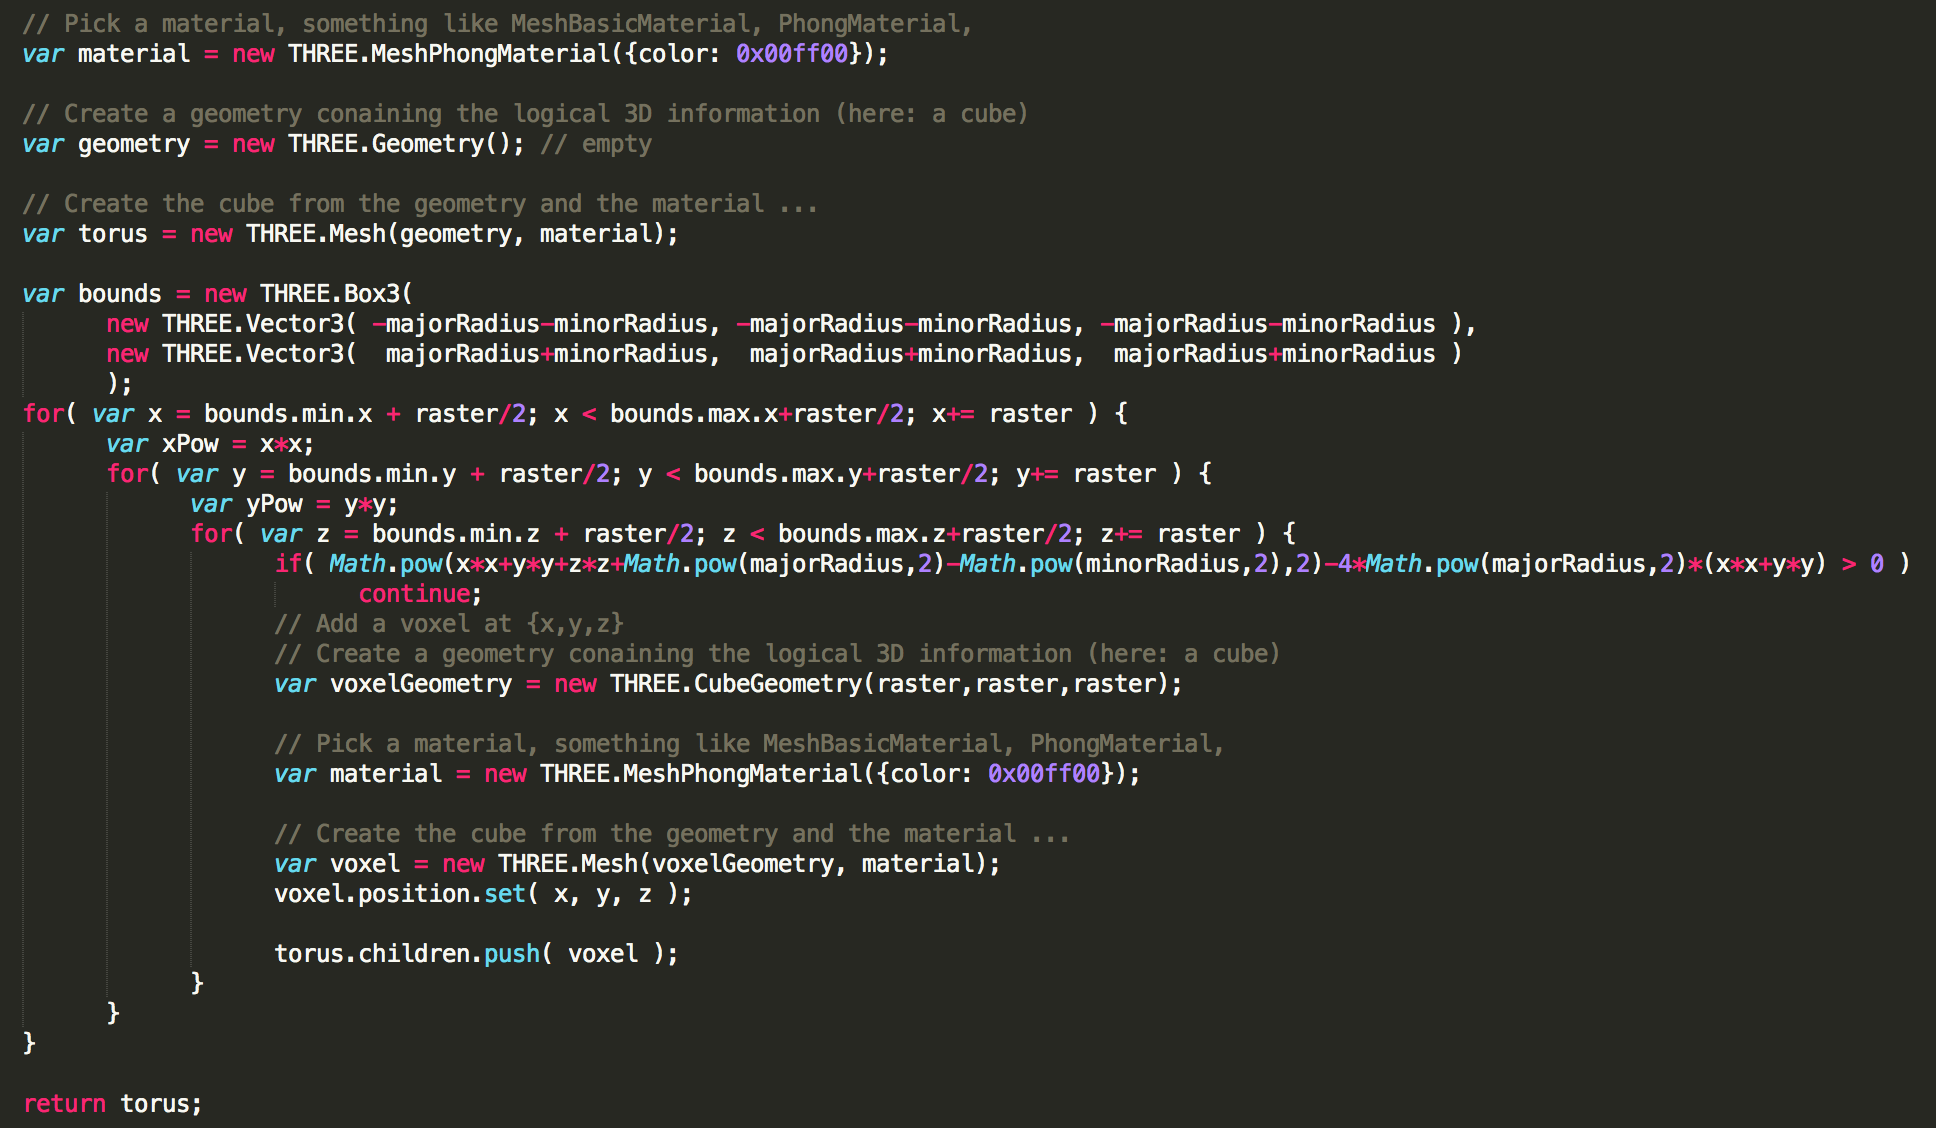 // Pick a material, something like MeshBasicMaterial, PhongMaterial,
var material = new THREE.MeshPhongMaterial({color: 0x00ff00});
// Create a geometry conaining the logical 3D information (here: a cube)
var geometry = new THREE.Geometry(); // empty
// Create the cube from the geometry and the material ...
var torus = new THREE.Mesh(geometry, material);
var bounds = new THREE.Box3(
new THREE.Vector3( -majorRadius-minorRadius, -majorRadius-minorRadius, -majorRadius-minorRadius ),
new THREE.Vector3(  majorRadius+minorRadius,  majorRadius+minorRadius,  majorRadius+minorRadius )
);
for( var x = bounds.min.x + raster/2; x < bounds.max.x+raster/2; x+= raster ) {
var xPow = x*x;
for( var y = bounds.min.y + raster/2; y < bounds.max.y+raster/2; y+= raster ) {
var yPow = y*y;
for( var z = bounds.min.z + raster/2; z < bounds.max.z+raster/2; z+= raster ) {
if( Math.pow(x*x+y*y+z*z+Math.pow(majorRadius,2)-Math.pow(minorRadius,2),2)-4*Math.pow(majorRadius,2)*(x*x+y*y) > 0 )
continue;
// Add a voxel at {x,y,z}
// Create a geometry conaining the logical 3D information (here: a cube)
var voxelGeometry = new THREE.CubeGeometry(raster,raster,raster);
// Pick a material, something like MeshBasicMaterial, PhongMaterial,
var material = new THREE.MeshPhongMaterial({color: 0x00ff00});
// Create the cube from the geometry and the material ...
var voxel = new THREE.Mesh(voxelGeometry, material);
voxel.position.set( x, y, z );
torus.children.push( voxel );
}
}
}
return torus;